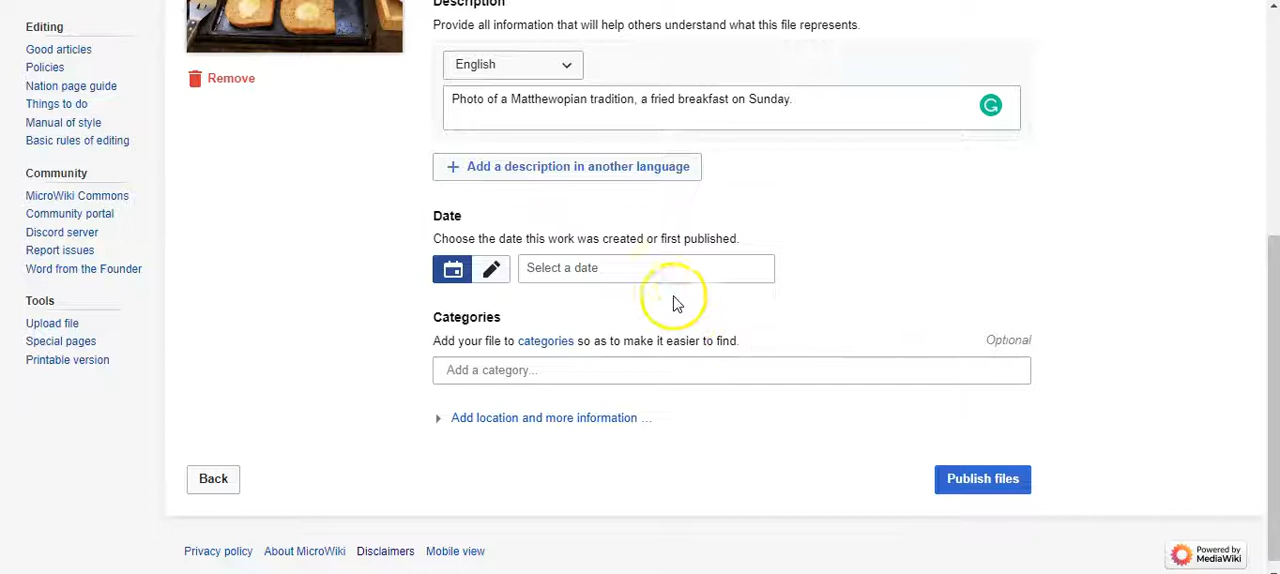 Editing
Good articles
Policies
Nation page guide
Things to do
Manual of style
Basic rules of editing
Community
MicroWiki Commons
Community portal
Discord server
Report issues
Word from the Founder
Tools
Upload file
Special pages
Printable version
Remove
Description
Provide all information that will help others understand what this file represents.
English
Photo of a Matthewopian tradition, a fried breakfast on Sunday.
+ Add a description in another language
Date
Choose the date this work was created or first published.
Select a date
Categories
Add your file to categories so as to make it easier to find.
Optional
Add a category...
Add location and more information ...
Back
Publish files
Privacy policy
About MicroWiki
Disclaimers
Mobile view
Powered by
MediaWiki